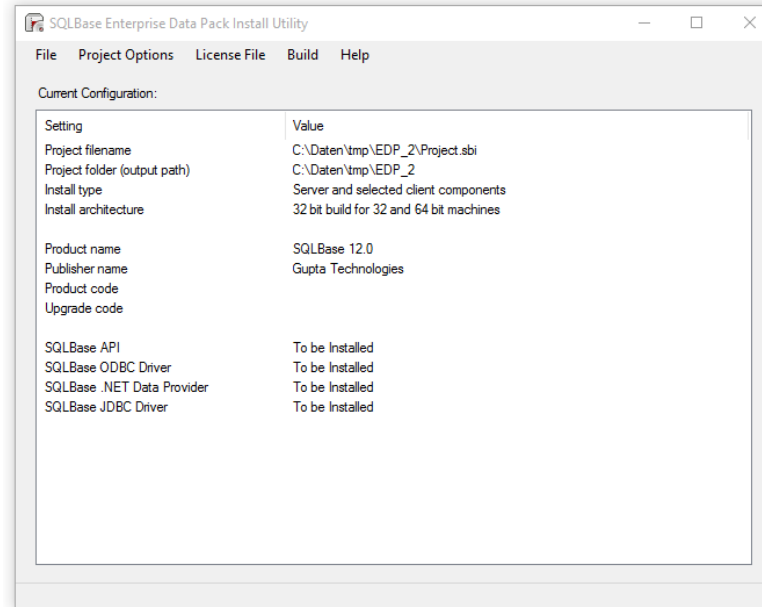 SQLBase Enterprise Data Pack Install Utility
File Project Options License File Build Help
Current Configuration:
Setting Value
Project filename C:\Daten\tmp\EDP_2\Project.sbi
Project folder (output path) C:\Daten\tmp\EDP_2
Install type Server and selected client components
Install architecture 32 bit build for 32 and 64 bit machines
Product name SQLBase 12.0
Publisher name Gupta Technologies
Product code
Upgrade code
SQLBase API To be Installed
SQLBase ODBC Driver To be Installed
SQLBase .NET Data Provider To be Installed
SQLBase JDBC Driver To be Installed